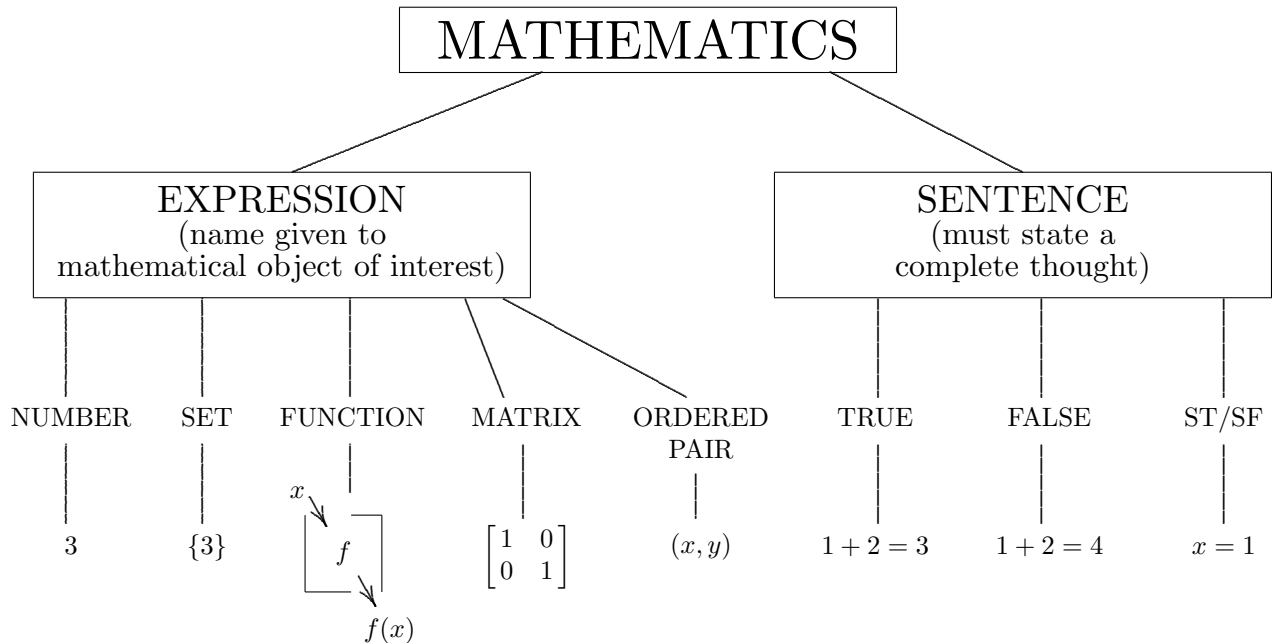 MATHEMATICS
EXPRESSION
(name given to
mathematical object of interest)
SENTENCE
(must state a
complete thought)
NUMBER
SET
FUNCTION
MATRIX
ORDERED
PAIR
TRUE
FALSE
ST/SF
3
{3}
x
f
f(x)
[1 0
0 1]
(x, y)
1 + 2 = 3
1 + 2 = 4
x = 1